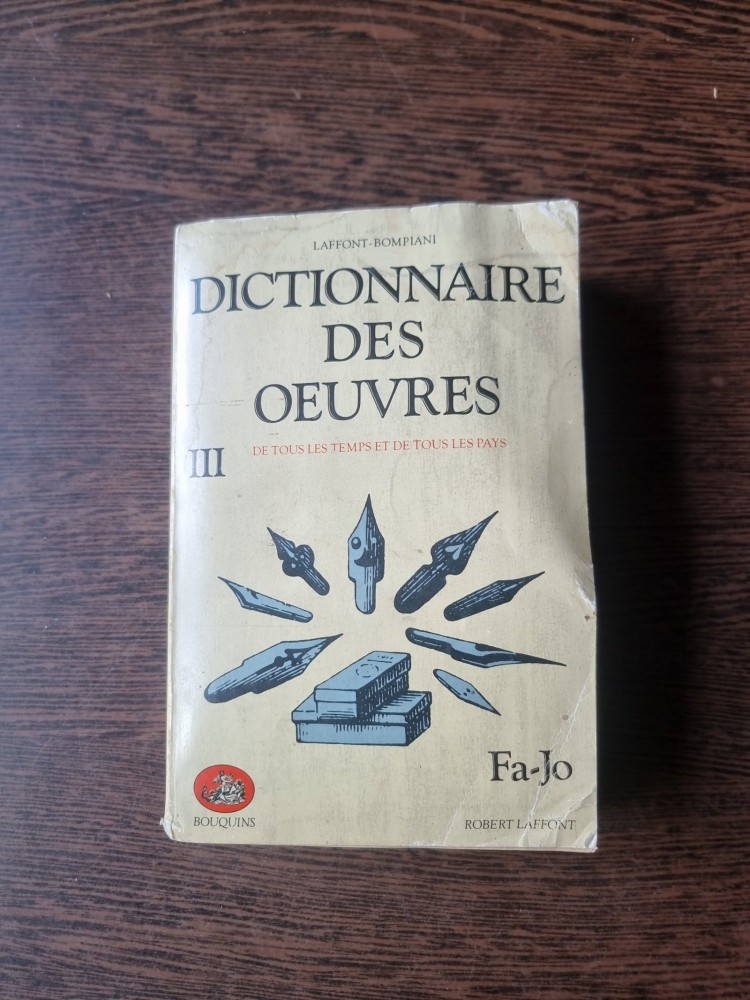 LAFFONT-BOMPIANI
DICTIONNAIRE
DES
OEUVRES
DE TOUS LES TEMPS ET DE TOUS LES PAYS
III
Fa-Jo
BOUQUINS
ROBERT LAFFONT